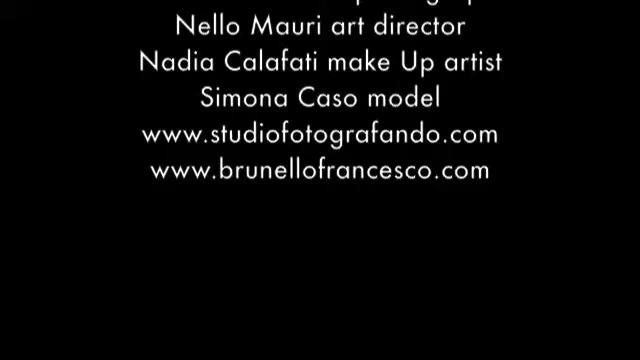 Nello Mauri art director
Nadia Calafati make Up artist
Simona Caso model
www.studiofotografando.com
www.brunellofrancesco.com